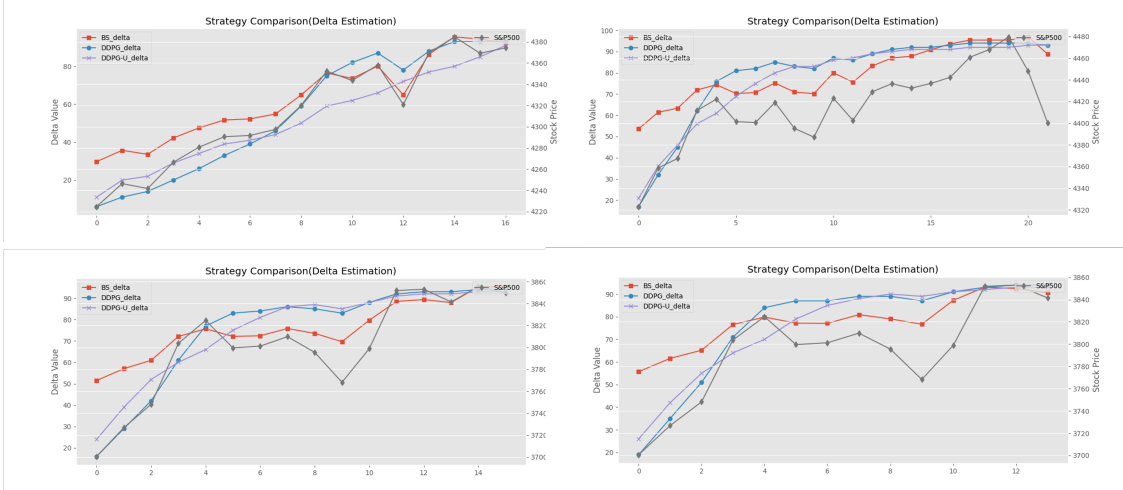 Strategy Comparison(Delta Estimation)
BS_delta
DDPG_delta
DDPG-U_delta
S&P500
Delta Value
Stock Price
80
60
40
20
4380
4360
4340
4320
4300
4280
4260
4240
4220
0 2 4 6 8 10 12 14 16
Strategy Comparison(Delta Estimation)
BS_delta
DDPG_delta
DDPG-U_delta
S&P500
Delta Value
Stock Price
100
90
80
70
60
50
40
30
20
4480
4460
4440
4420
4400
4380
4360
4340
4320
0 5 10 15 20
Strategy Comparison(Delta Estimation)
BS_delta
DDPG_delta
DDPG-U_delta
S&P500
Delta Value
90
80
70
60
50
40
30
20
3860
3840
3820
3800
3780
3760
3740
3720
3700
0 2 4 6 8 10 12 14
Strategy Comparison(Delta Estimation)
BS_delta
DDPG_delta
DDPG-U_delta
S&P500
Delta Value
Stock Price
90
80
70
60
50
40
30
20
3860
3840
3820
3800
3780
3760
3740
3720
3700
0 2 4 6 8 10 12